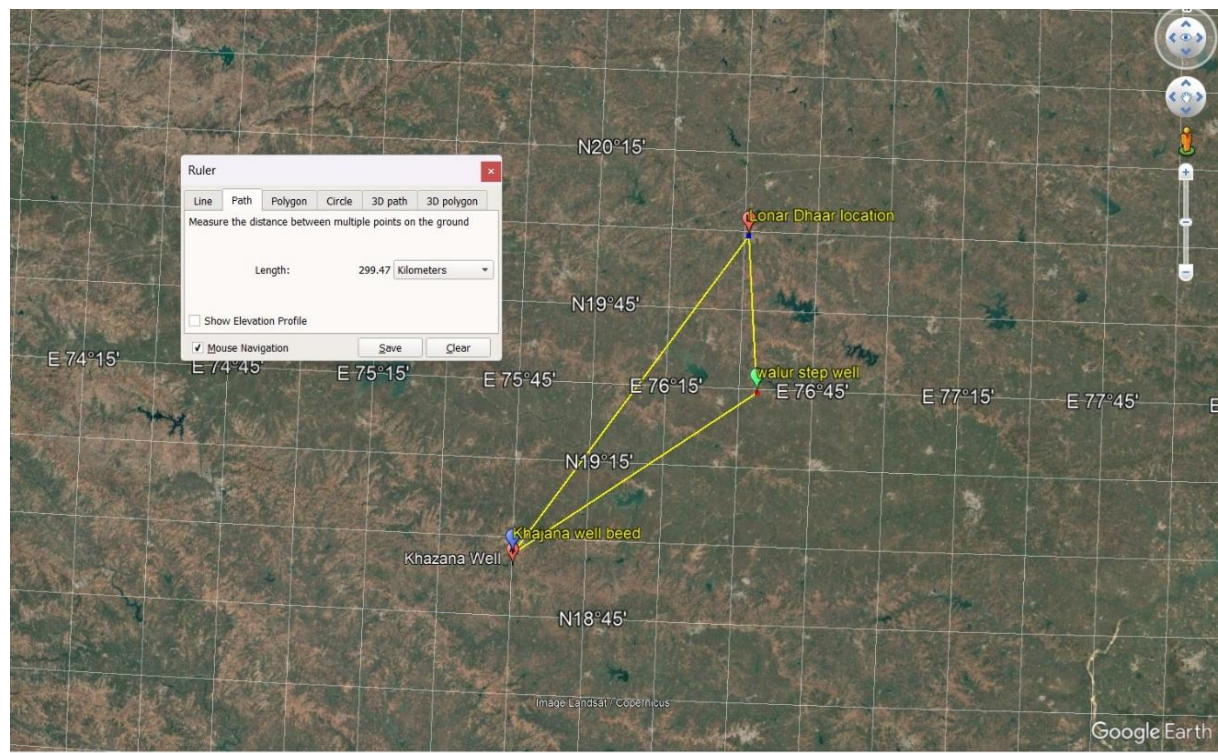 N20°15'
Ruler
Line Path Polygon Circle 3D path 3D polygon
Measure the distance between multiple points on the ground
Length: 299.47 Kilometers
Show Elevation Profile
Mouse Navigation Save Clear
Lonar Dhaar location
N19°45'
E 74°15'
E 74°45'
E 75°15'
E 75°45'
E 76°15'
walur step well
E 76°45'
E 77°15'
E 77°45'
N19°15'
Khajana well beed
Khazana Well
N18°45'
Image Landsat / Copernicus
Google Earth